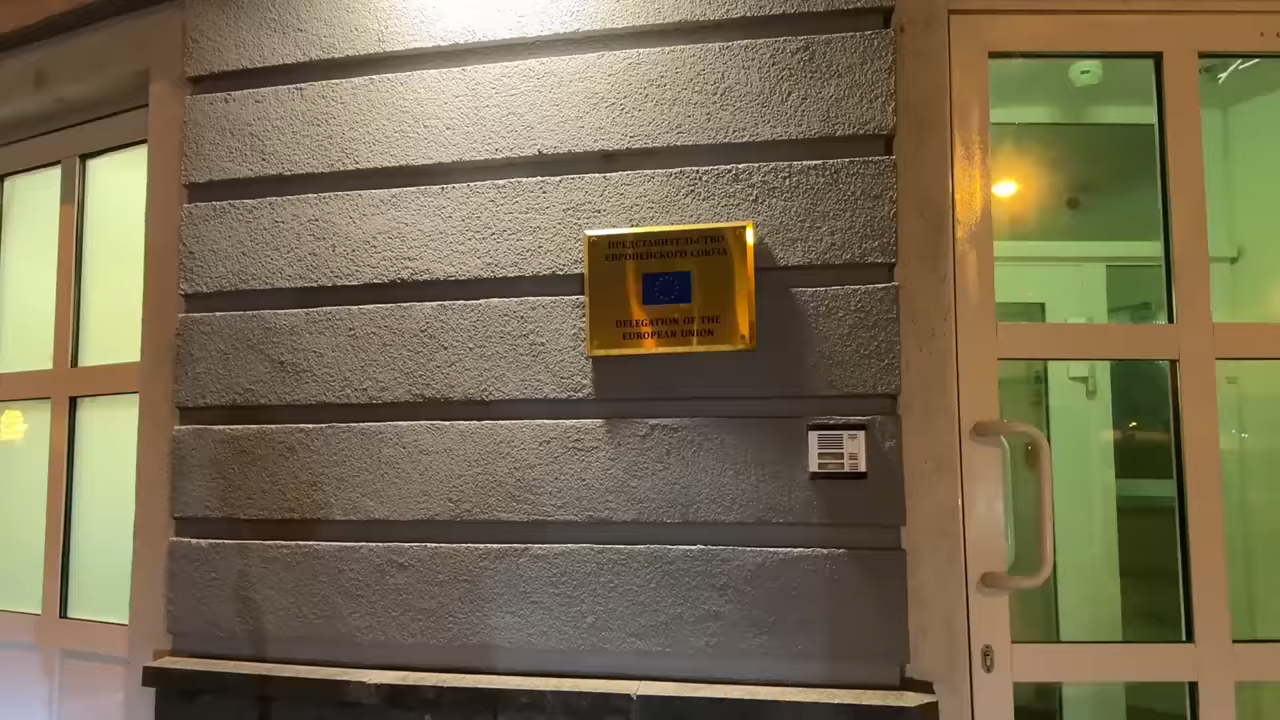 ПРЕДСТАВИТЕЛЬСТВО
ЕВРОПЕЙСКОГО СОЮЗА
DELEGATION OF THE
EUROPEAN UNION